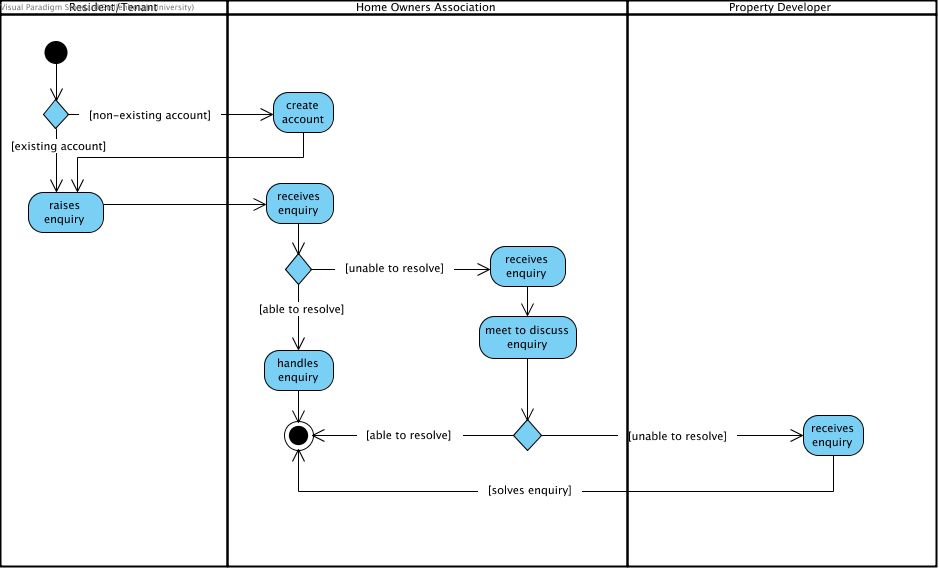 Resident/Tenant
Home Owners Association
Property Developer
create
account
[non-existing account]
[existing account]
raises
enquiry
receives
enquiry
[unable to resolve]
receives
enquiry
[able to resolve]
meet to discuss
enquiry
handles
enquiry
[able to resolve]
[unable to resolve]
receives
enquiry
[solves enquiry]